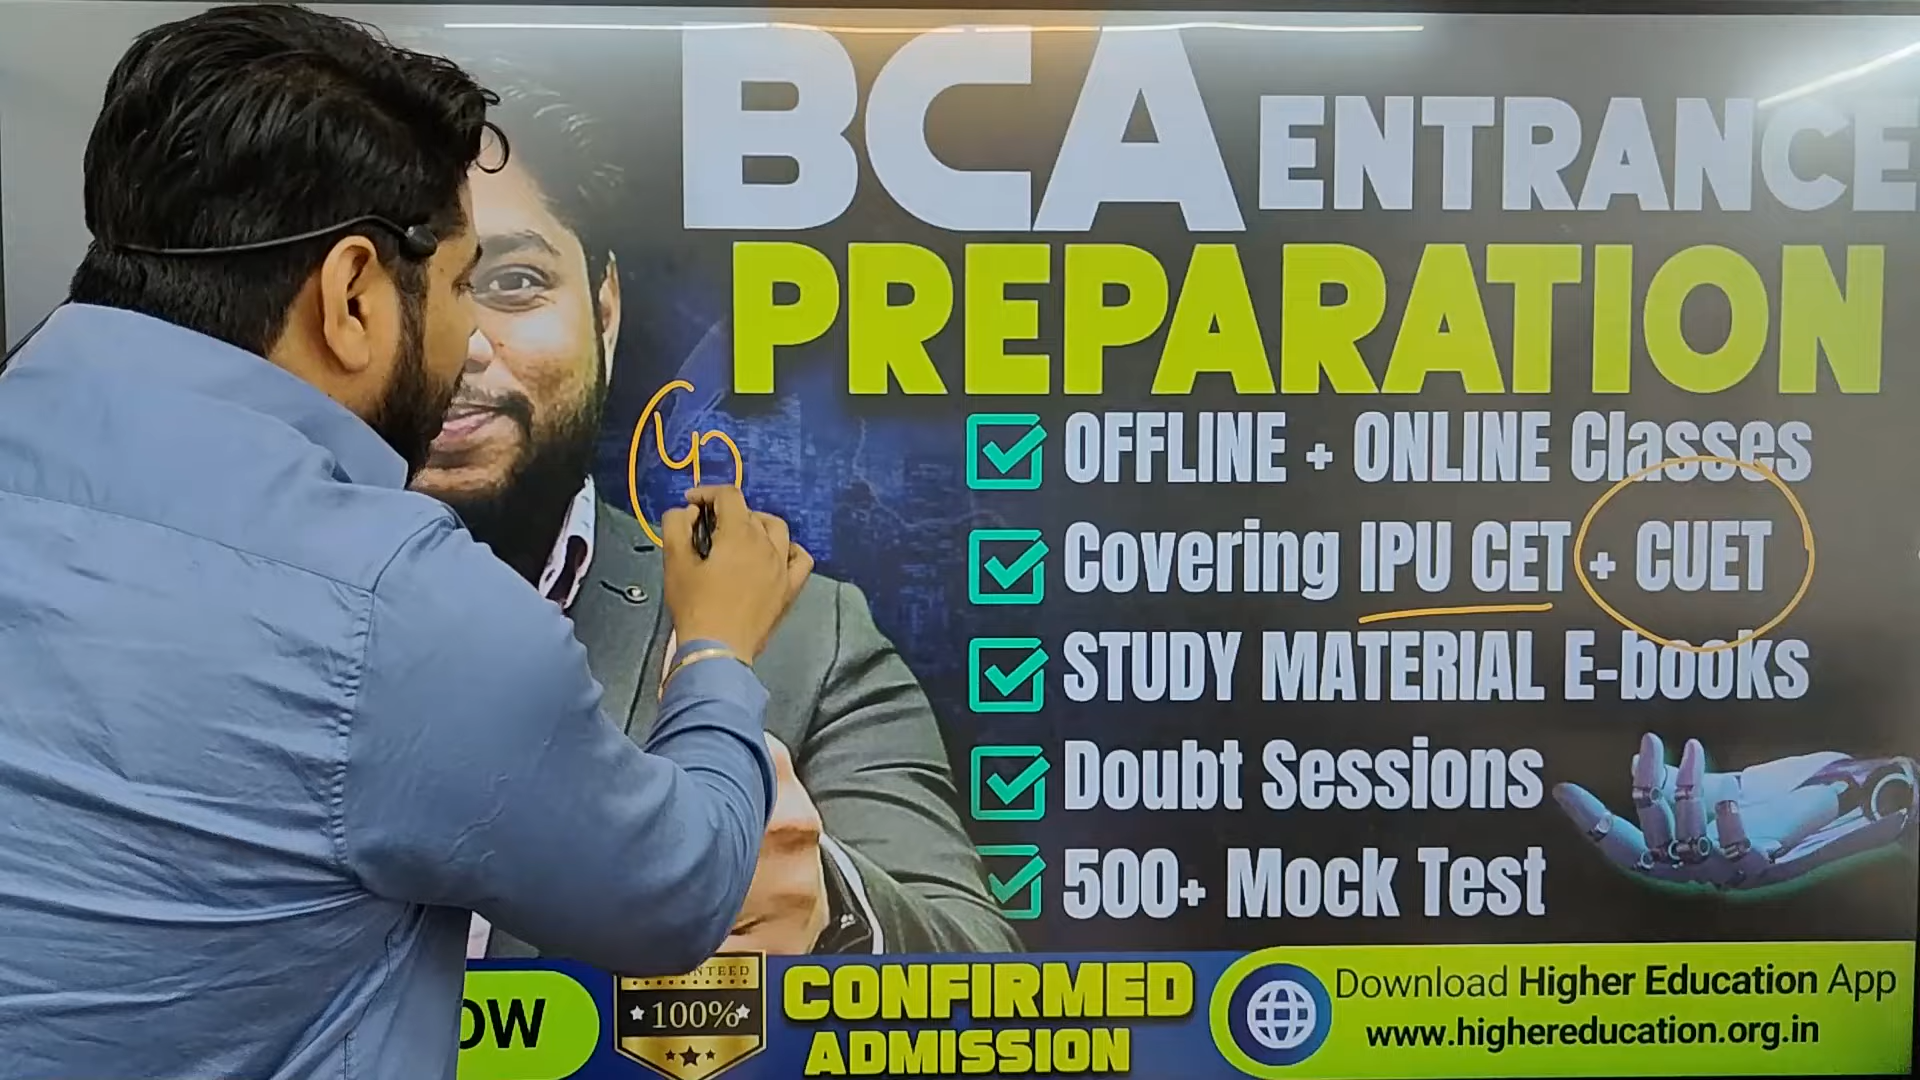 BCA ENTRANCE
PREPARATION
OFFLINE + ONLINE Classes
Covering IPU CET + CUET
STUDY MATERIAL E-books
Doubt Sessions
500+ Mock Test
OW
NTEED
100%
CONFIRMED
ADMISSION
Download Higher Education App
www.highereducation.org.in